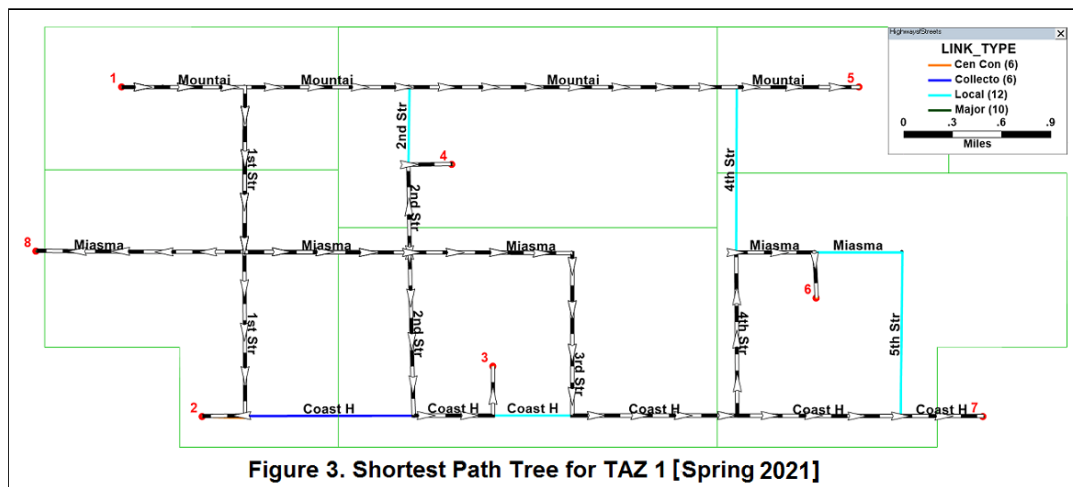 HighwaysStreets
LINK_TYPE
Cen Con (6)
Collecto (6)
Local (12)
Major (10)
0 .3 .6 .9
Miles
1
Mountai
Mountai
Mountai
Mountai
5
2nd Str
4
1st Str
4th Str
2nd Str
8
Miasma
Miasma
Miasma
Miasma
Miasma
6
1st Str
2nd Str
3
3rd Str
4th Str
5th Str
2
Coast H
Coast H
Coast H
Coast H
Coast H
Coast H
7
Figure 3. Shortest Path Tree for TAZ 1 [Spring 2021]